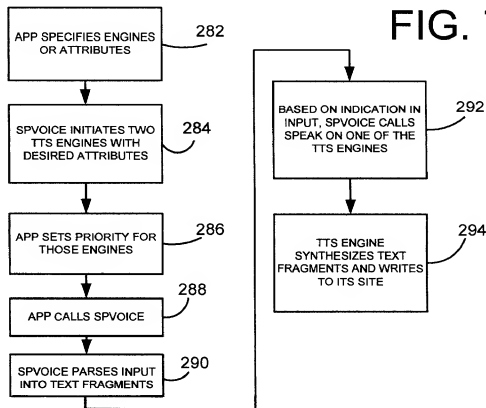 FIG.
APP SPECIFIES ENGINES
OR ATTRIBUTES
282
SPVOICE INITIATES TWO
TTS ENGINES WITH
DESIRED ATTRIBUTES
284
APP SETS PRIORITY FOR
THOSE ENGINES
286
APP CALLS SPVOICE
288
SPVOICE PARSES INPUT
INTO TEXT FRAGMENTS
290
BASED ON INDICATION IN
INPUT, SPVOICE CALLS
SPEAK ON ONE OF THE
TTS ENGINES
292
TTS ENGINE
SYNTHESIZES TEXT
FRAGMENTS AND WRITES
TO ITS SITE
294